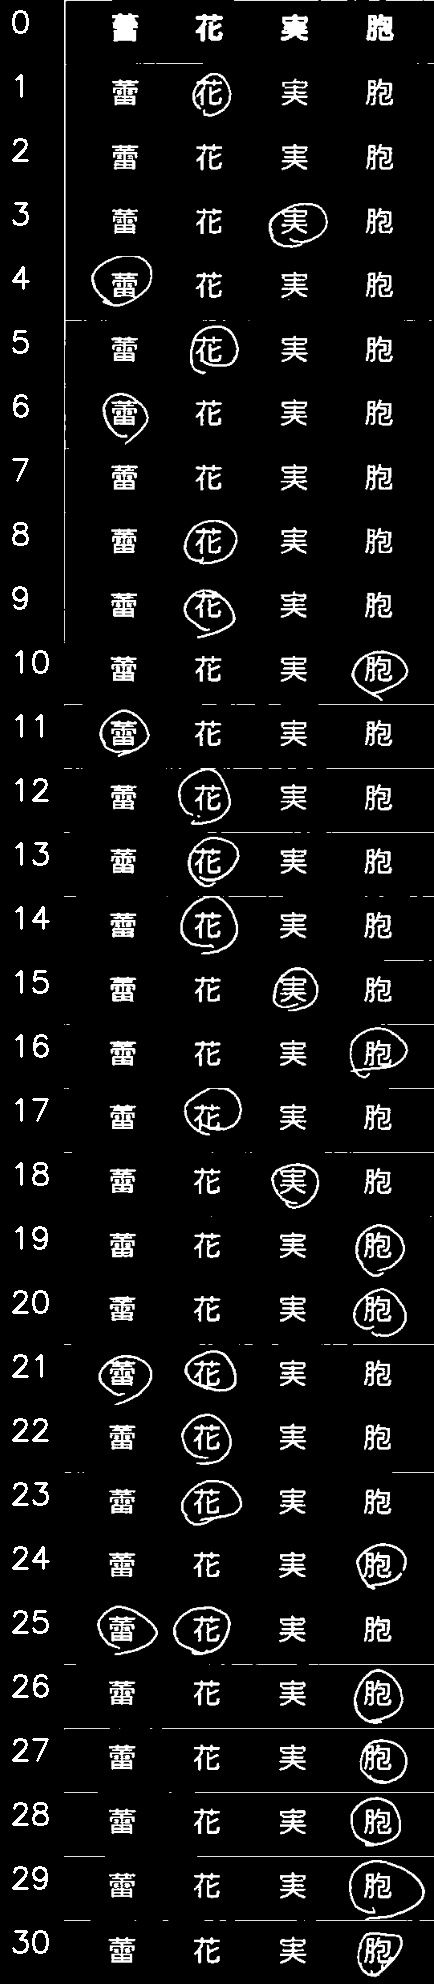 0 蕾 花 実 胞
1 蕾 花 実 胞
2 蕾 花 実 胞
3 蕾 花 実 胞
4 蕾 花 実 胞
5 蕾 花 実 胞
6 蕾 花 実 胞
7 蕾 花 実 胞
8 蕾 花 実 胞
9 蕾 花 実 胞
10 蕾 花 実 胞
11 蕾 花 実 胞
12 蕾 花 実 胞
13 蕾 花 実 胞
14 蕾 花 実 胞
15 蕾 花 実 胞
16 蕾 花 実 胞
17 蕾 花 実 胞
18 蕾 花 実 胞
19 蕾 花 実 胞
20 蕾 花 実 胞
21 蕾 花 実 胞
22 蕾 花 実 胞
23 蕾 花 実 胞
24 蕾 花 実 胞
25 蕾 花 実 胞
26 蕾 花 実 胞
27 蕾 花 実 胞
28 蕾 花 実 胞
29 蕾 花 実 胞
30 蕾 花 実 胞